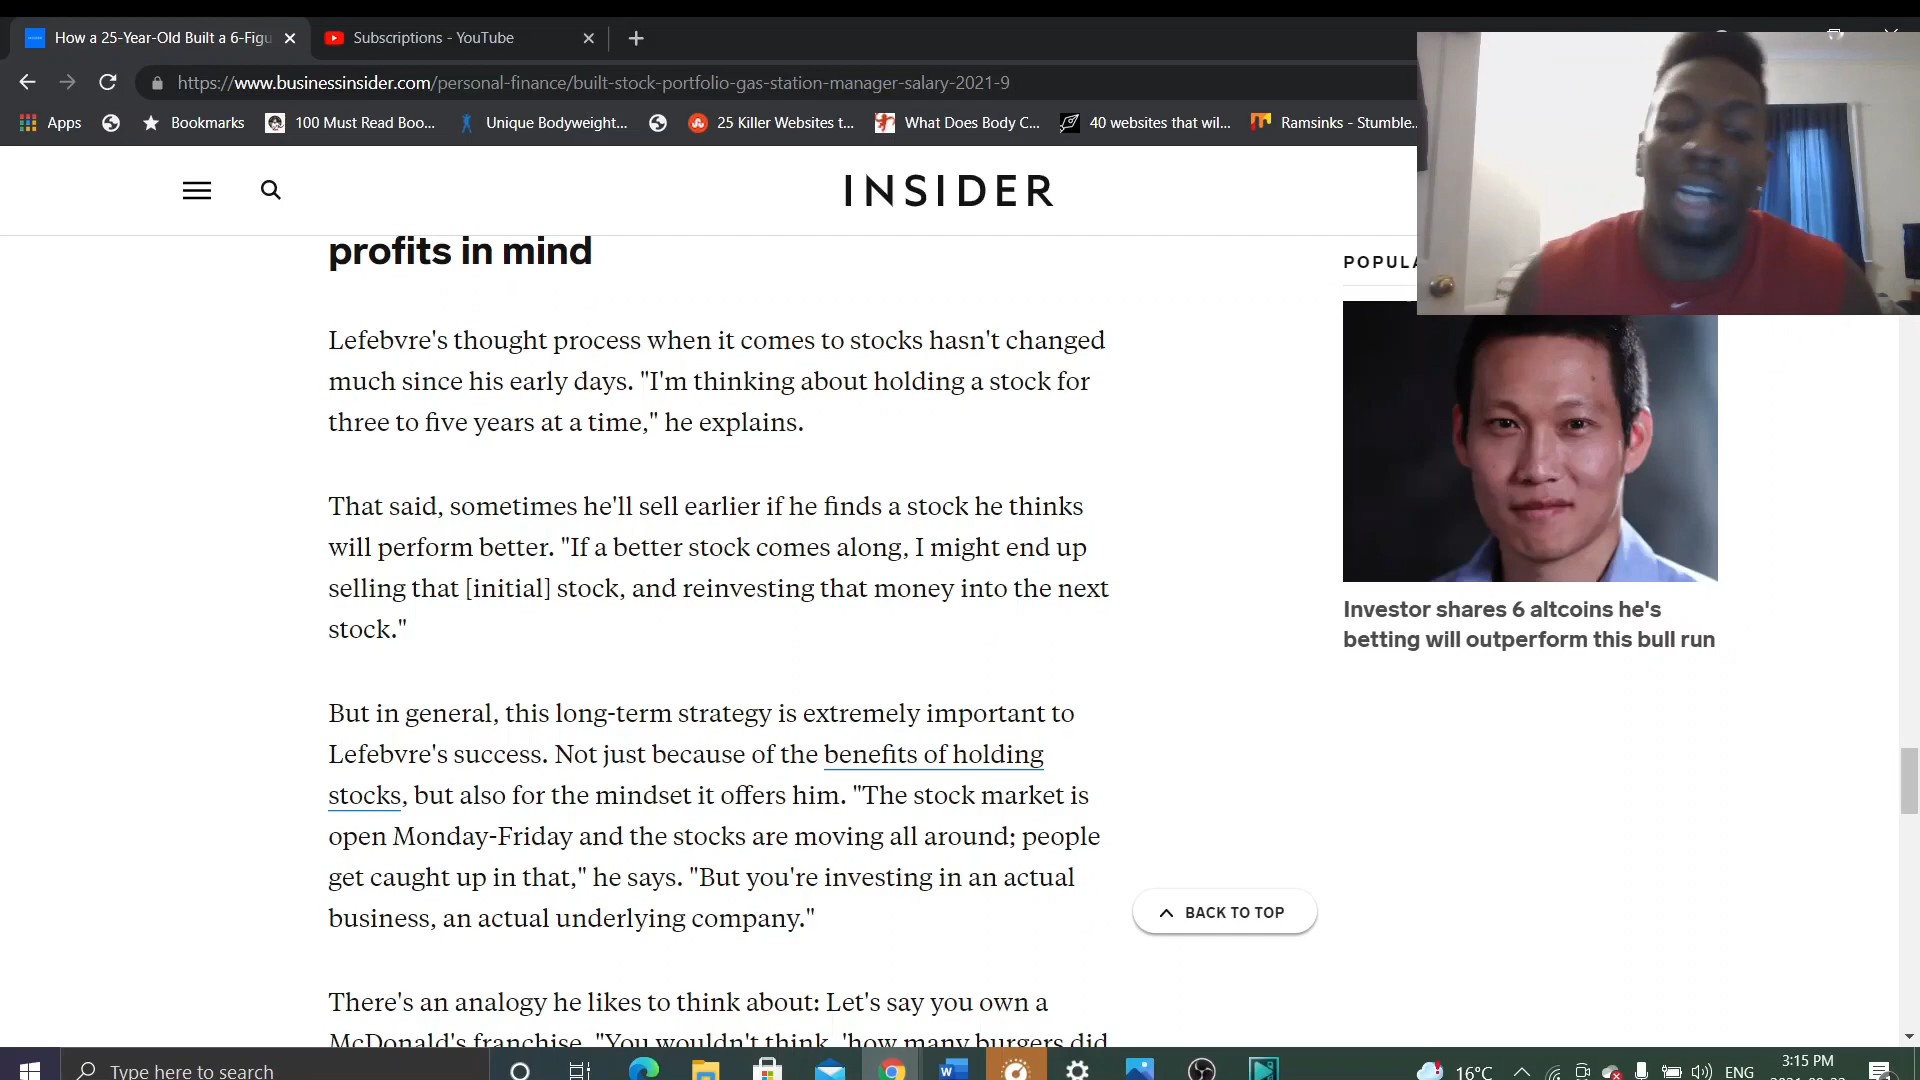 How a 25-Year-Old Built a 6-Figu
Subscriptions - YouTube
https://www.businessinsider.com/personal-finance/built-stock-portfolio-gas-station-manager-salary-2021-9
Apps
Bookmarks
100 Must Read Boo...
Unique Bodyweight...
25 Killer Websites t...
What Does Body C...
40 websites that wil...
Ramsinks - Stumble..
INSIDER
profits in mind
Lefebvre's thought process when it comes to stocks hasn't changed
much since his early days. "I'm thinking about holding a stock for
three to five years at a time," he explains.
That said, sometimes he'll sell earlier if he finds a stock he thinks
will perform better. "If a better stock comes along, I might end up
selling that [initial] stock, and reinvesting that money into the next
stock."
But in general, this long-term strategy is extremely important to
Lefebvre's success. Not just because of the benefits of holding
stocks, but also for the mindset it offers him. "The stock market is
open Monday-Friday and the stocks are moving all around; people
get caught up in that," he says. "But you're investing in an actual
business, an actual underlying company."
There's an analogy he likes to think about: Let's say you own a
McDonald's franchise. "You wouldn't think, 'how many burgers did
POPULA
Investor shares 6 altcoins he's
betting will outperform this bull run
BACK TO TOP
Type here to search
16°C
ENG
3:15 PM